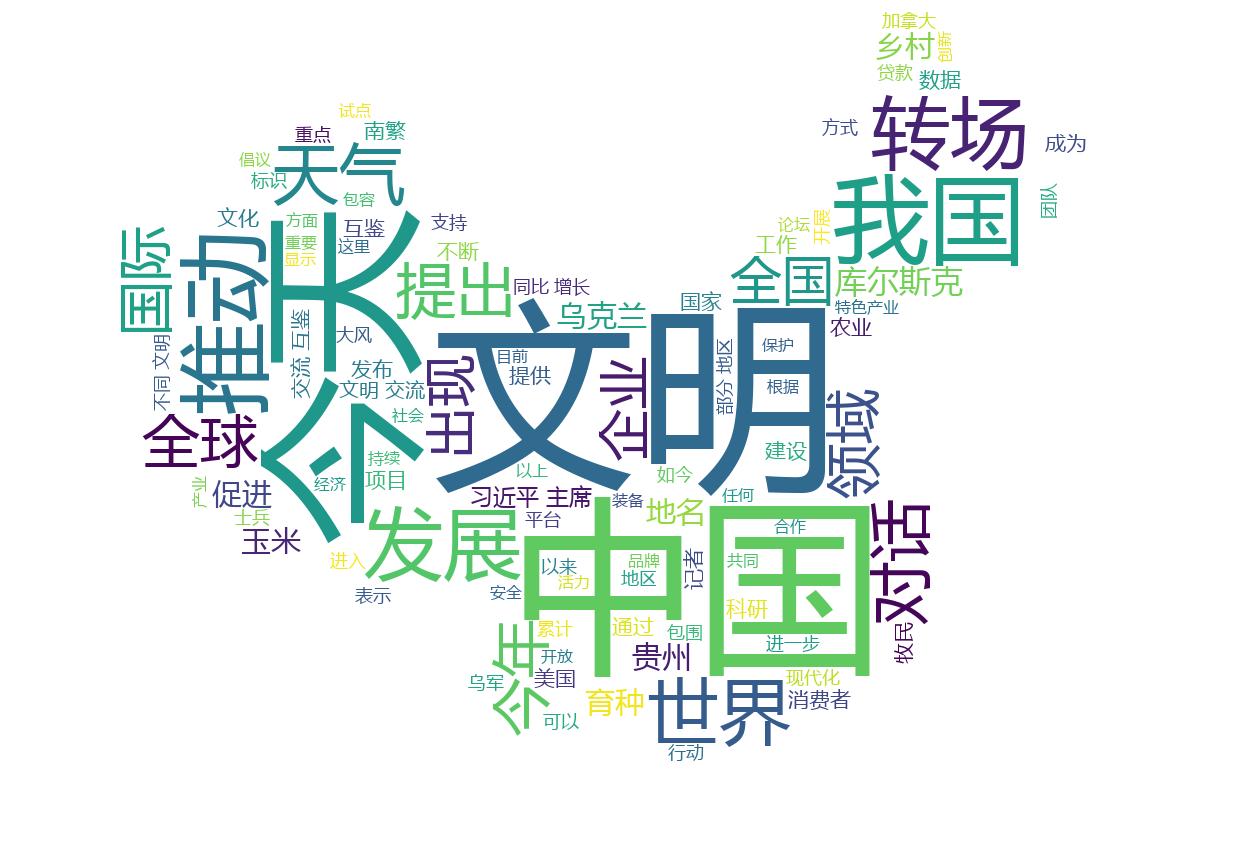 加拿大
乡村
创新
贷款
数据
转场
方式
成为
试点
重点
南繁
天气
倡议
标识
包容
我国
团队
文化
方面
互鉴
支持
论坛
开展
重要
这里
不断
工作
国际
推动
今天
显示
提出
全国
库尔斯克
同比 增长
乌克兰
国家
特色产业
农业
交流 互鉴
大风
文明
不同 文明
目前
部分 地区
保护
发布
提供
出现
企业
根据
文明 交流
领域
社会
全球
建设
持续
以上
如今
产业
促进
经济
项目
习近平 主席
装备
任何
地名
士兵
玉米
发展
平台
中国
合作
对话
进入
以来
品牌
记者
共同
表示
安全
活力
地区
科研
今年
累计
通过
包围
进一步
牧民
开放
贵州
乌军
美国
世界
现代化
育种
消费者
可以
行动